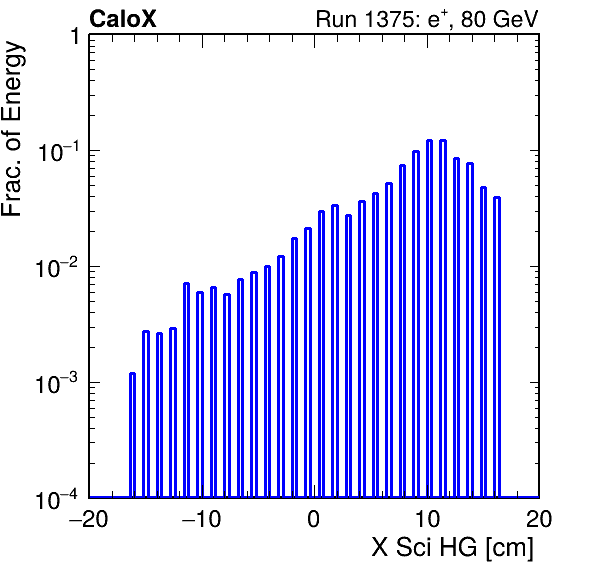 CaloX
Run 1375: e⁺, 80 GeV
Frac. of Energy
1
10⁻¹
10⁻²
10⁻³
10⁻⁴
−20
−10
0
10
20
X Sci HG [cm]